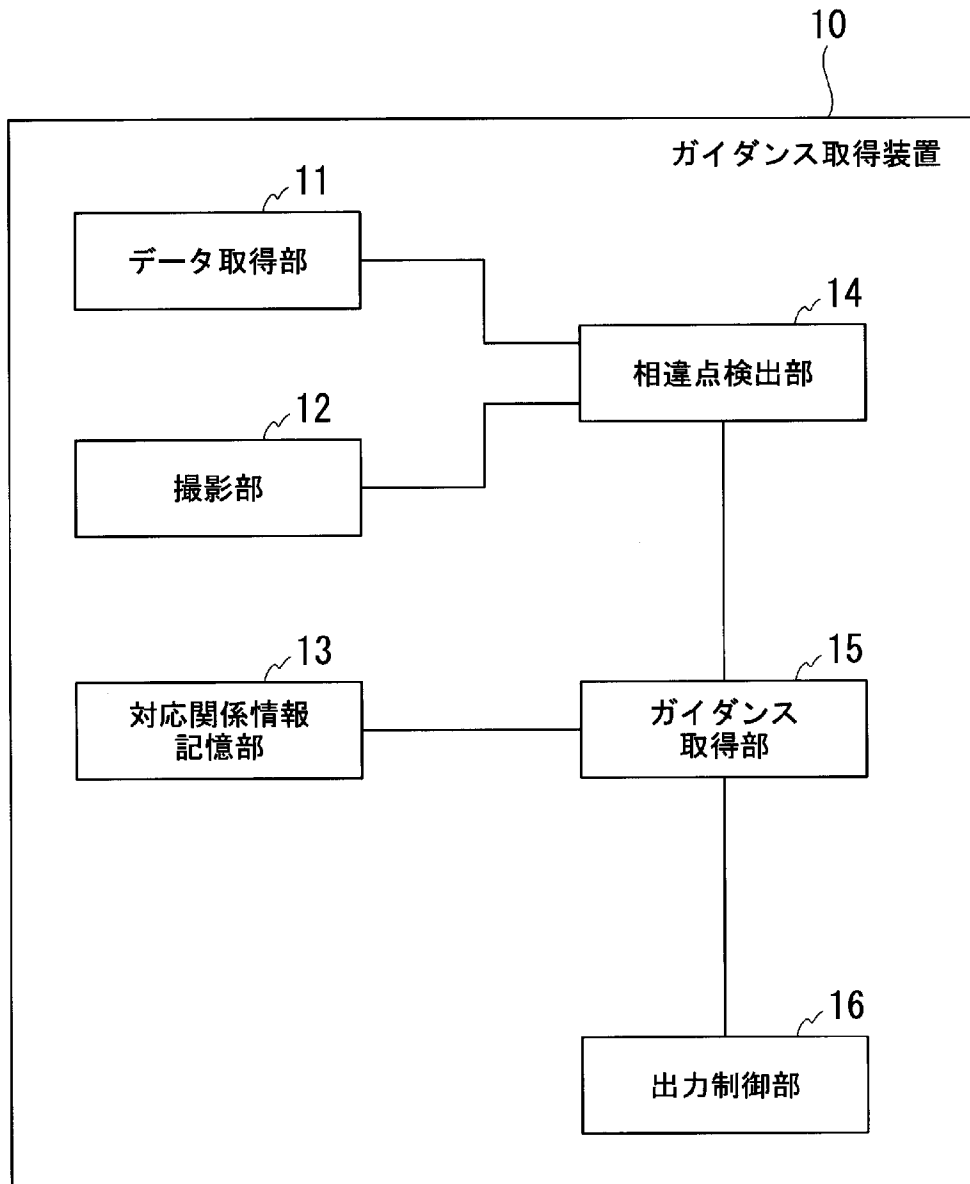 10
ガイダンス取得装置
11
データ取得部
14
相違点検出部
12
撮影部
13
対応関係情報
記憶部
15
ガイダンス
取得部
16
出力制御部